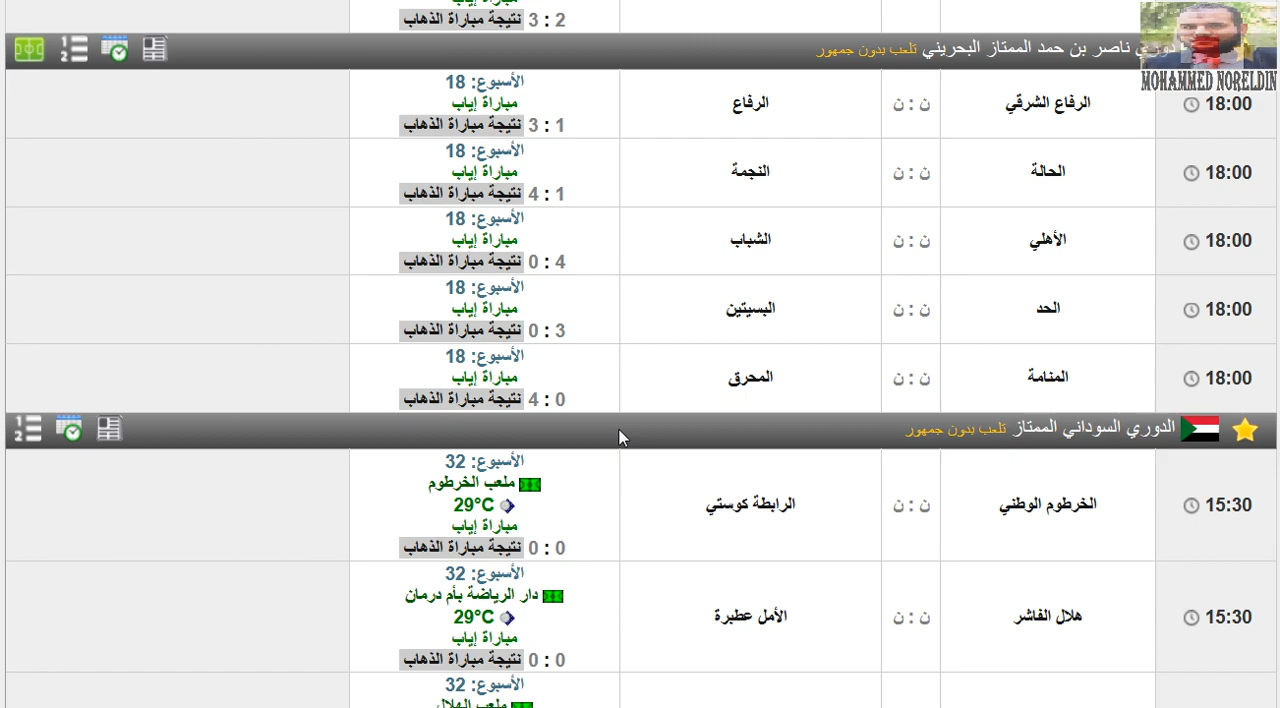 3 : 2 نتيجة مباراة الذهاب
دوري ناصر بن حمد الممتاز البحريني تلعب بدون جمهور
MOHAMMED NORELDIN
18:00 الرفاع الشرقي ن : ن الرفاع
الأسبوع: 18
مباراة إياب
3 : 1 نتيجة مباراة الذهاب
18:00 الحالة ن : ن النجمة
الأسبوع: 18
مباراة إياب
4 : 1 نتيجة مباراة الذهاب
18:00 الأهلي ن : ن الشباب
الأسبوع: 18
مباراة إياب
0 : 4 نتيجة مباراة الذهاب
18:00 الحد ن : ن البسيتين
الأسبوع: 18
مباراة إياب
0 : 3 نتيجة مباراة الذهاب
18:00 المنامة ن : ن المحرق
الأسبوع: 18
مباراة إياب
4 : 0 نتيجة مباراة الذهاب
الدوري السوداني الممتاز تلعب بدون جمهور
15:30 الخرطوم الوطني ن : ن الرابطة كوستي
الأسبوع: 32
ملعب الخرطوم
29°C
مباراة إياب
0 : 0 نتيجة مباراة الذهاب
15:30 هلال الفاشر ن : ن الأمل عطبرة
الأسبوع: 32
دار الرياضة بأم درمان
29°C
مباراة إياب
0 : 0 نتيجة مباراة الذهاب
الأسبوع: 32
ملعب الهلال